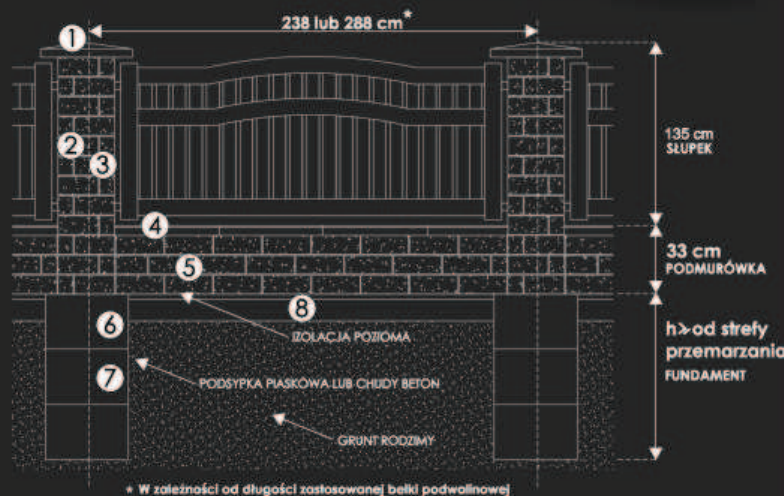 238 lub 288 cm*
1
2
3
135 cm
SŁUPEK
4
5
33 cm
PODMURÓWKA
8
6
IZOLACJA POZIOMA
h>od strefy
przemarzania
FUNDAMENT
7
PODSYPKA PIASKOWA LUB CHUDY BETON
GRUNT RODZIMY
* W zależności od długości zastosowanej belki podwalinowej